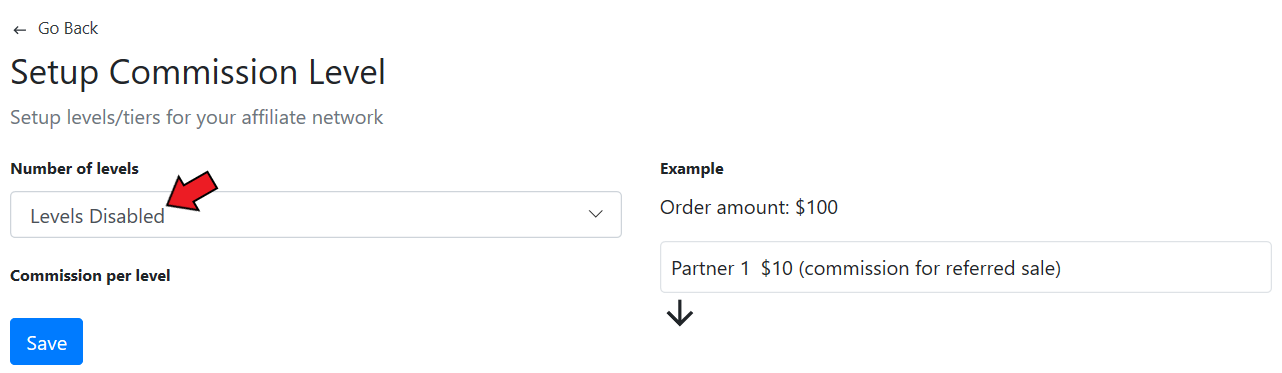 ← Go Back
Setup Commission Level
Setup levels/tiers for your affiliate network
Number of levels
Levels Disabled
Commission per level
Save
Example
Order amount: $100
Partner 1 $10 (commission for referred sale)